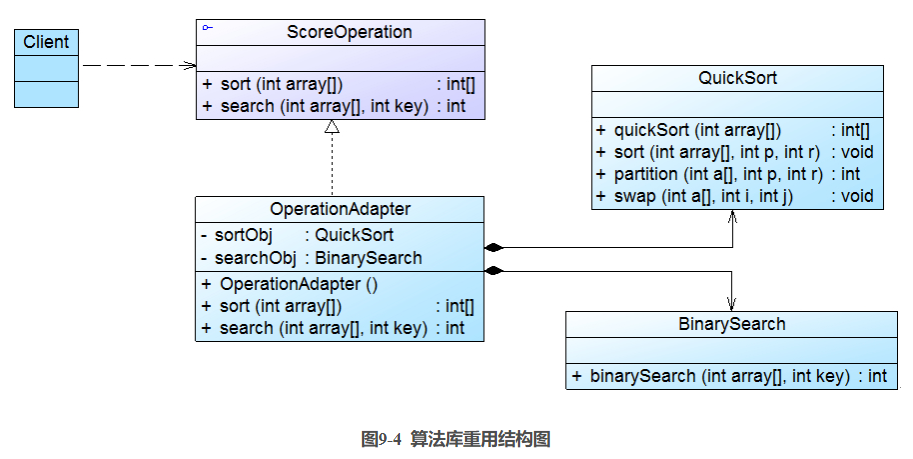 Client
ScoreOperation
+ sort (int array[]) : int[]
+ search (int array[], int key) : int
QuickSort
+ quickSort (int array[]) : int[]
+ sort (int array[], int p, int r) : void
+ partition (int a[], int p, int r) : int
+ swap (int a[], int i, int j) : void
OperationAdapter
- sortObj : QuickSort
- searchObj : BinarySearch
+ OperationAdapter ()
+ sort (int array[]) : int[]
+ search (int array[], int key) : int
BinarySearch
+ binarySearch (int array[], int key) : int
图9-4 算法库重用结构图